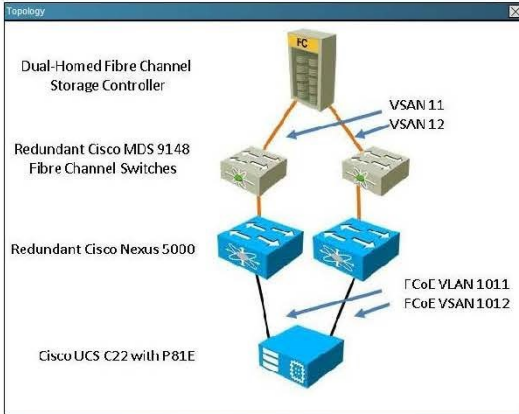 Topology
FC
Dual-Homed Fibre Channel
Storage Controller
VSAN 11
VSAN 12
Redundant Cisco MDS 9148
Fibre Channel Switches
Redundant Cisco Nexus 5000
FCoE VLAN 1011
FCoE VSAN 1012
Cisco UCS C22 with P81E